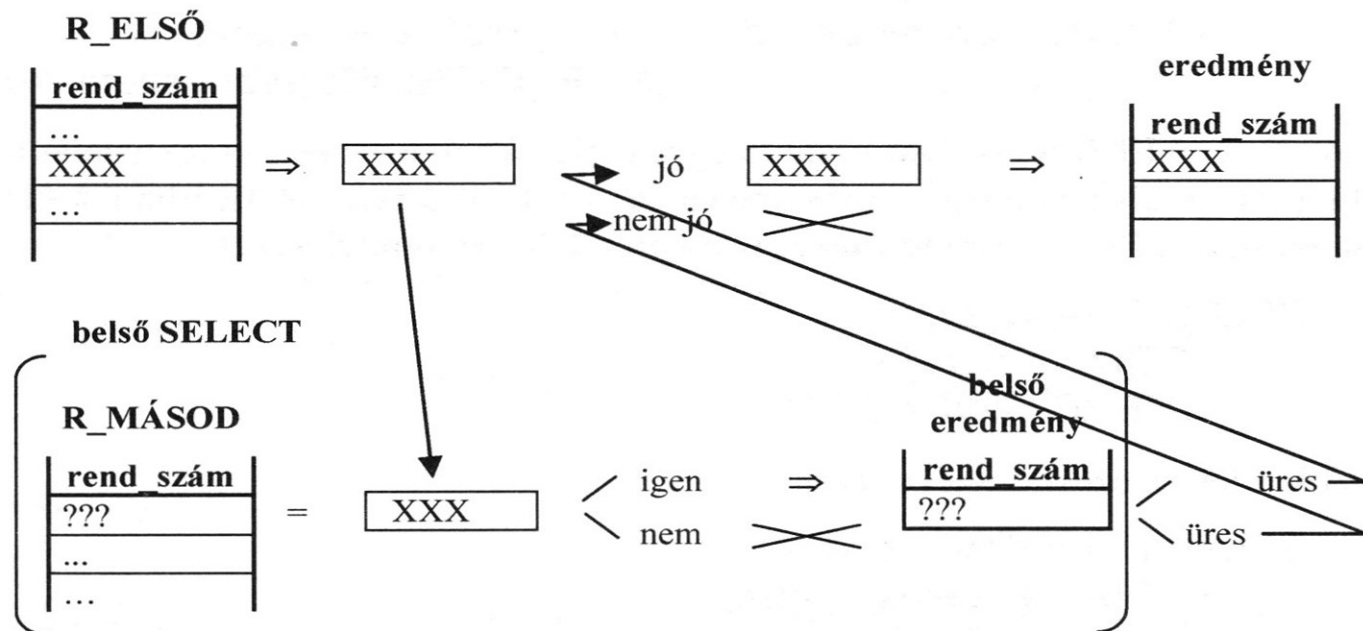 R_ELSŐ
eredmény
rend_szám
rend_szám
...
XXX ⇒ XXX jó XXX ⇒ XXX
... nem jó
belső SELECT
belső
R_MÁSOD eredmény
rend_szám igen ⇒ rend_szám üres
??? = XXX nem ??? üres
...
...